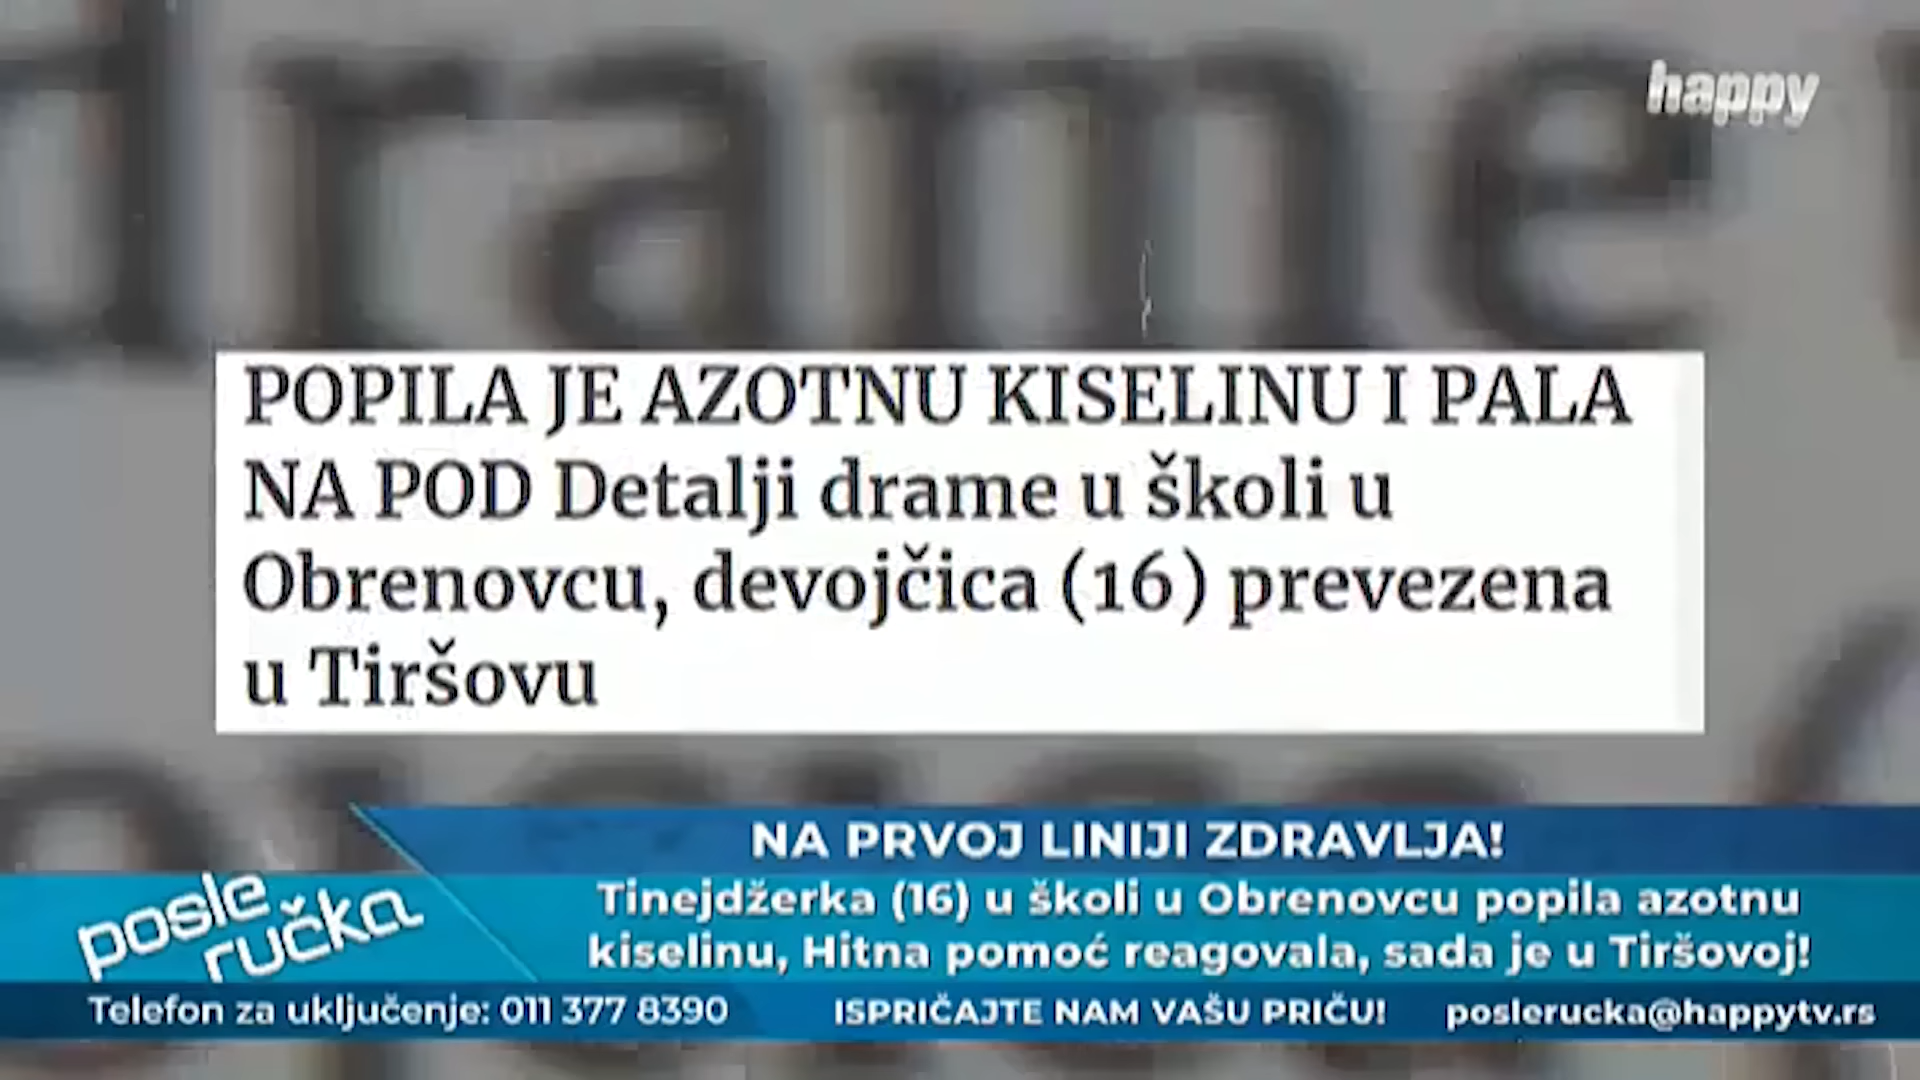 drame
happy
POPILA JE AZOTNU KISELINU I PALA
NA POD Detalji drame u školi u
Obrenovcu, devojčica (16) prevezena
u Tiršovu
NA PRVOJ LINIJI ZDRAVLJA!
posle
ručka
Tinejdžerka (16) u školi u Obrenovcu popila azotnu
kiselinu, Hitna pomoć reagovala, sada je u Tiršovoj!
Telefon za uključenje: 011 377 8390 ISPRIČAJTE NAM VAŠU PRIČU! poslerucka@happytv.rs